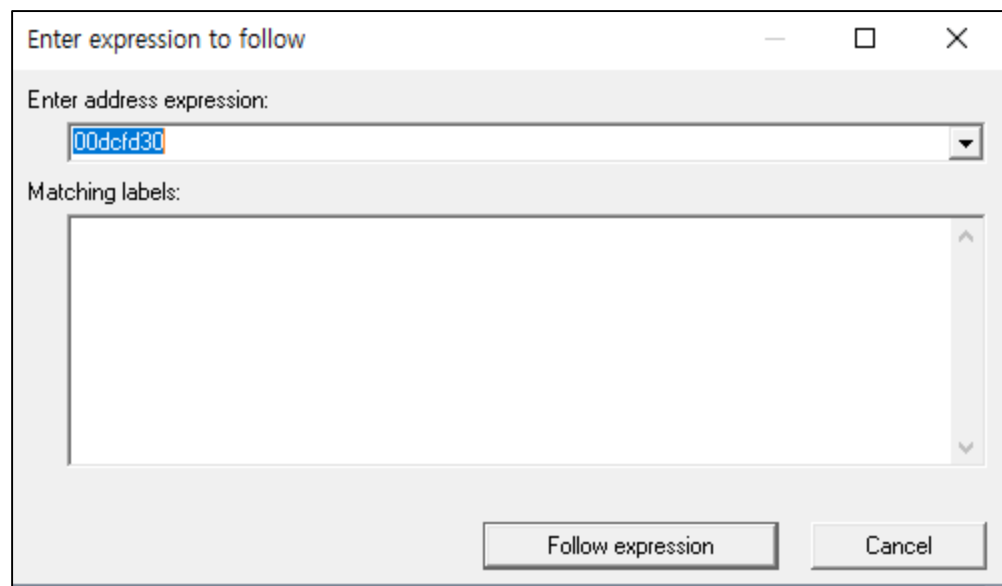 Enter expression to follow
Enter address expression:
00dcfd30
Matching labels:
Follow expression
Cancel